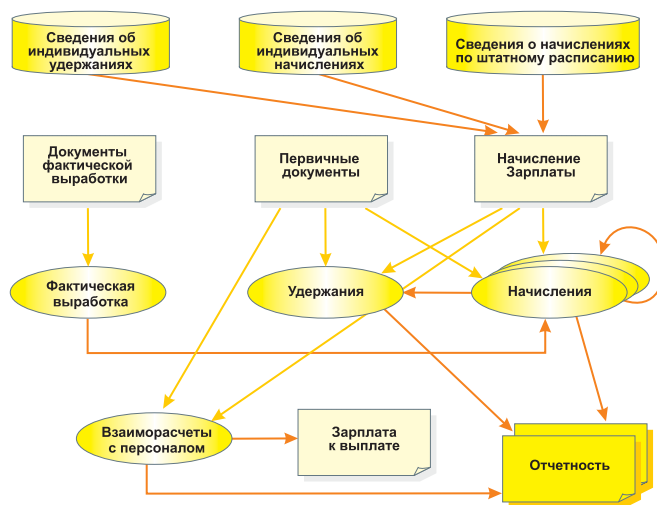 Сведения об
индивидуальных
удержаниях
Сведения об
индивидуальных
начислениях
Сведения о начислениях
по штатному расписанию
Документы
фактической
выработки
Первичные
документы
Начисление
Зарплаты
Фактическая
выработка
Удержания
Начисления
Взаиморасчеты
с персоналом
Зарплата
к выплате
Отчетность